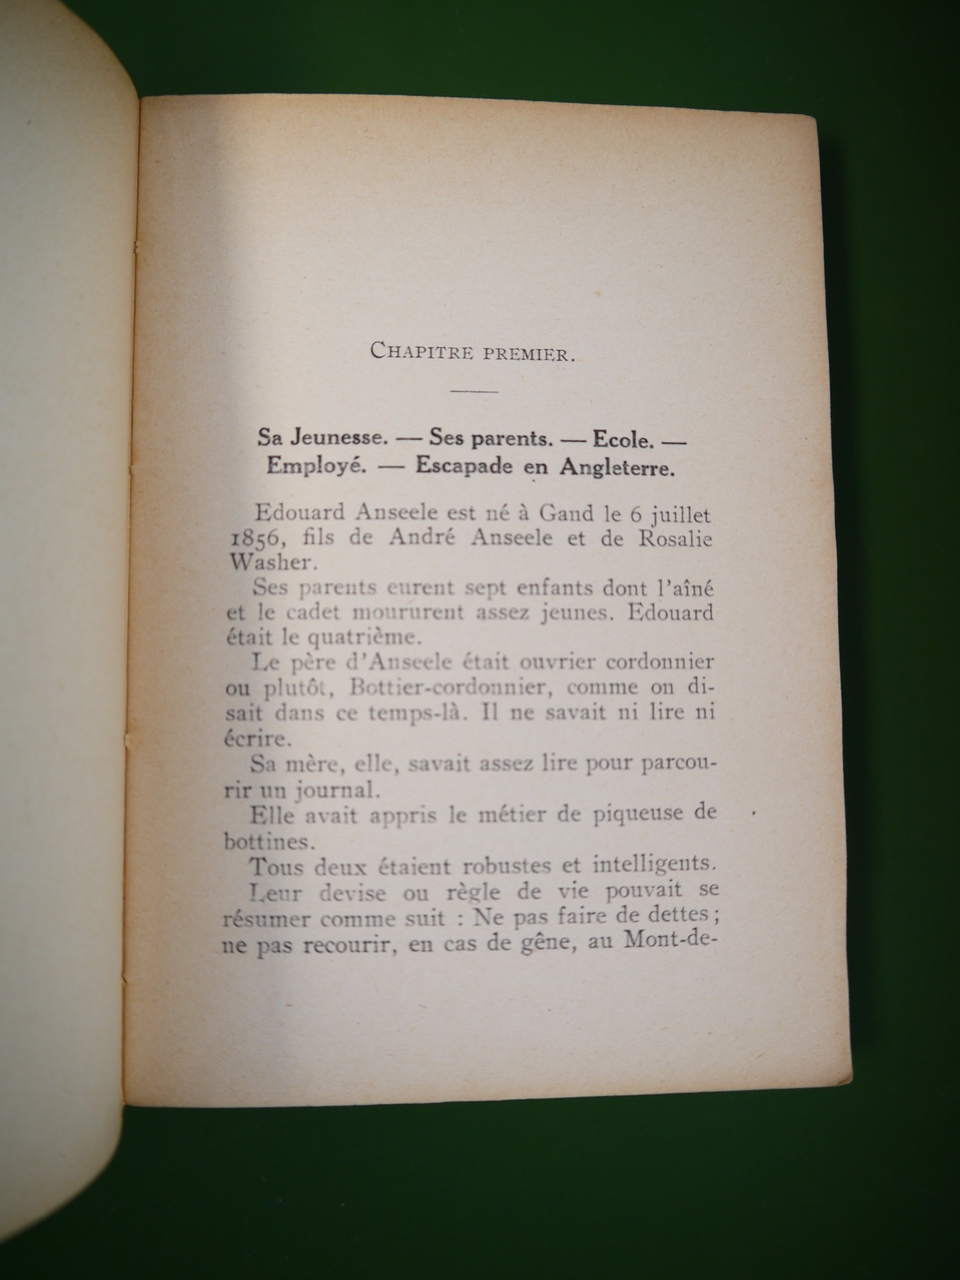 CHAPITRE PREMIER.
Sa Jeunesse. — Ses parents. — Ecole. —
Employé. — Escapade en Angleterre.
Edouard Anseele est né à Gand le 6 juillet
1856, fils de André Anseele et de Rosalie
Washer.
Ses parents eurent sept enfants dont l'aîné
et le cadet moururent assez jeunes. Edouard
était le quatrième.
Le père d'Anseele était ouvrier cordonnier
ou plutôt, Bottier-cordonnier, comme on di-
sait dans ce temps-là. Il ne savait ni lire ni
écrire.
Sa mère, elle, savait assez lire pour parcou-
rir un journal.
Elle avait appris le métier de piqueuse de
bottines.
Tous deux étaient robustes et intelligents.
Leur devise ou règle de vie pouvait se
résumer comme suit : Ne pas faire de dettes ;
ne pas recourir, en cas de gêne, au Mont-de-